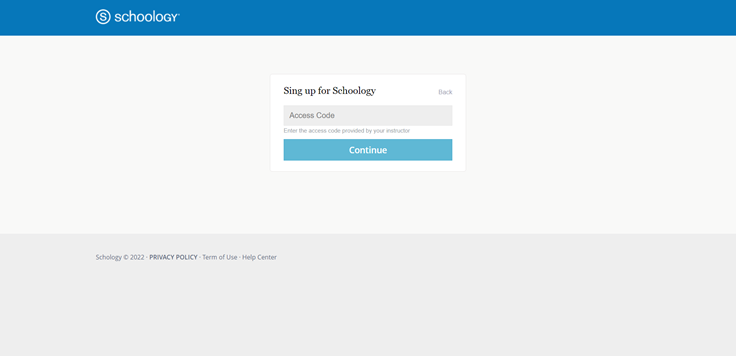 S schoology
Sing up for Schoology Back
Access Code
Enter the access code provided by your instructor
Continue
Schology © 2022 · PRIVACY POLICY · Term of Use · Help Center